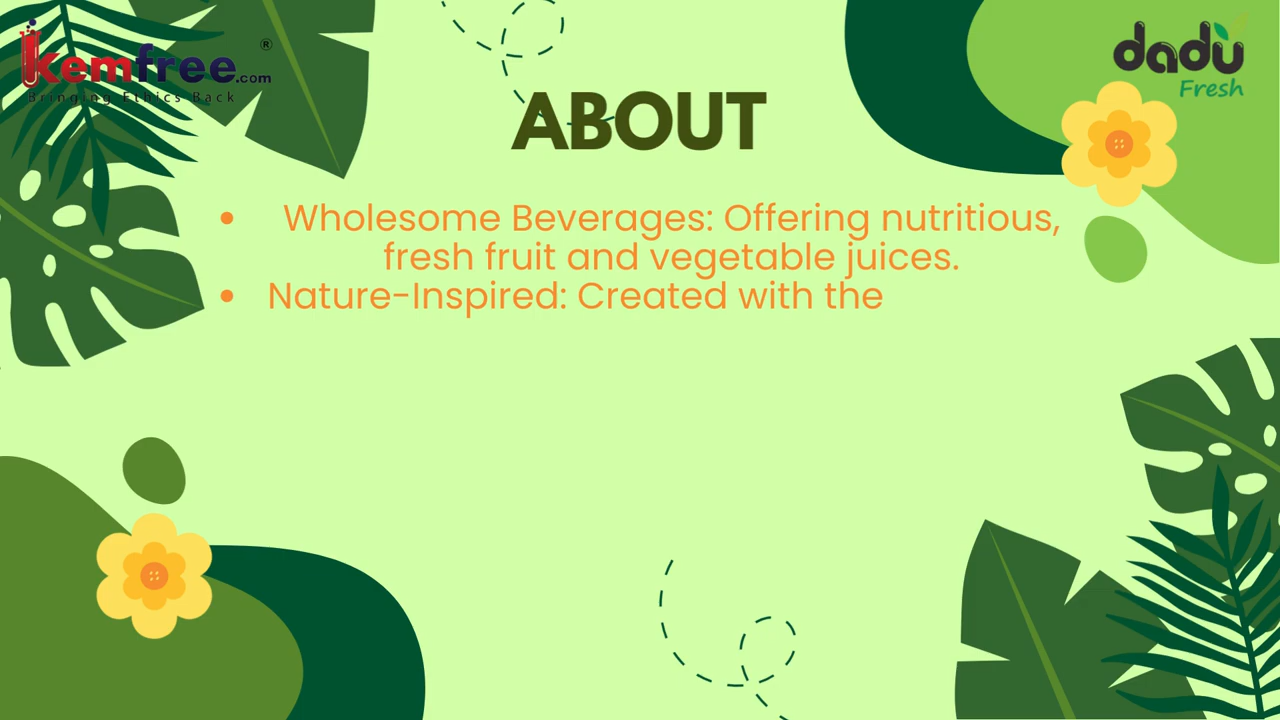 kemfree.com®
Bringing Ethics Back
dadu
Fresh
ABOUT
• Wholesome Beverages: Offering nutritious,
fresh fruit and vegetable juices.
• Nature-Inspired: Created with the